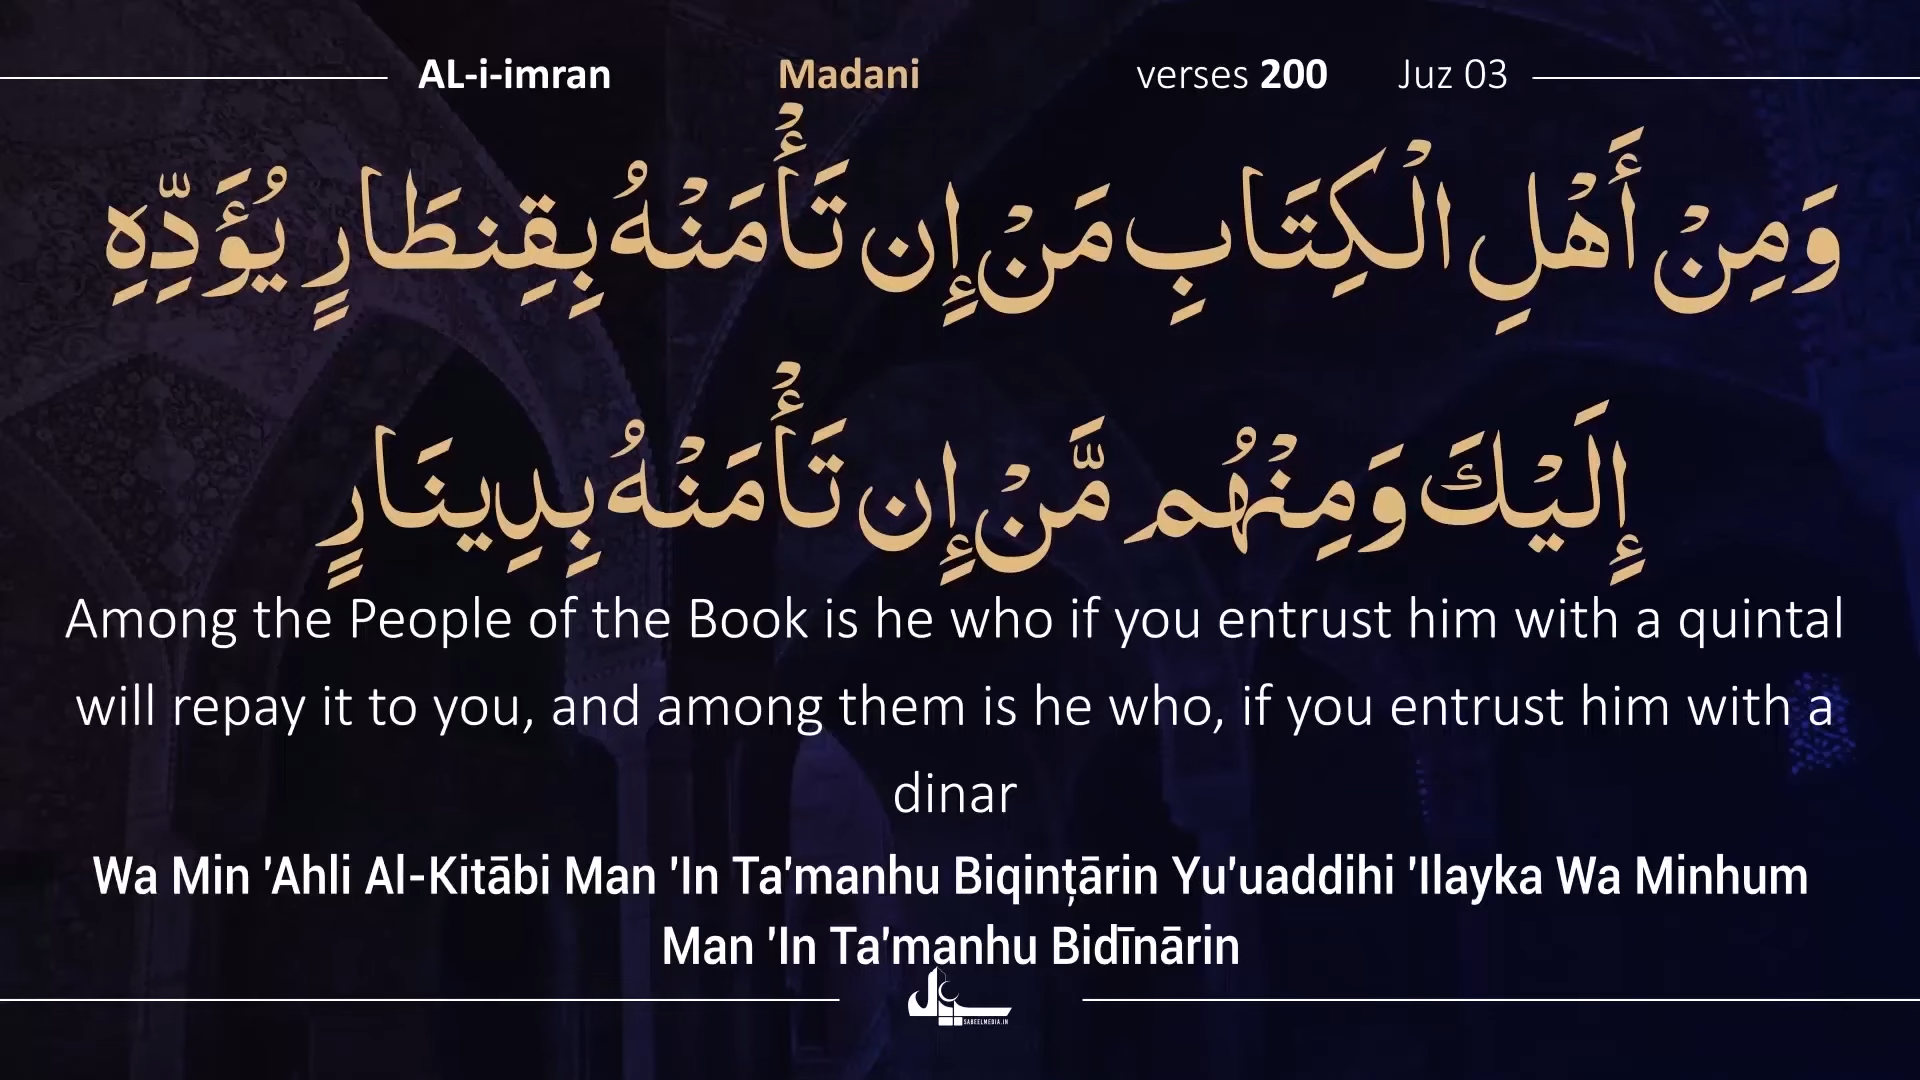 AL-i-imran Madani verses 200 Juz 03
وَمِنْ أَهْلِ الْكِتَابِ مَنْ إِن تَأْمَنْهُ بِقِنطَارٍ يُؤَدِّهِ
إِلَيْكَ وَمِنْهُم مَّنْ إِن تَأْمَنْهُ بِدِينَارٍ
Among the People of the Book is he who if you entrust him with a quintal
will repay it to you, and among them is he who, if you entrust him with a
dinar
Wa Min 'Ahli Al-Kitābi Man 'In Ta'manhu Biqinţārin Yu'uaddihi 'Ilayka Wa Minhum
Man 'In Ta'manhu Bidīnārin
SABEELMEDIA.IN